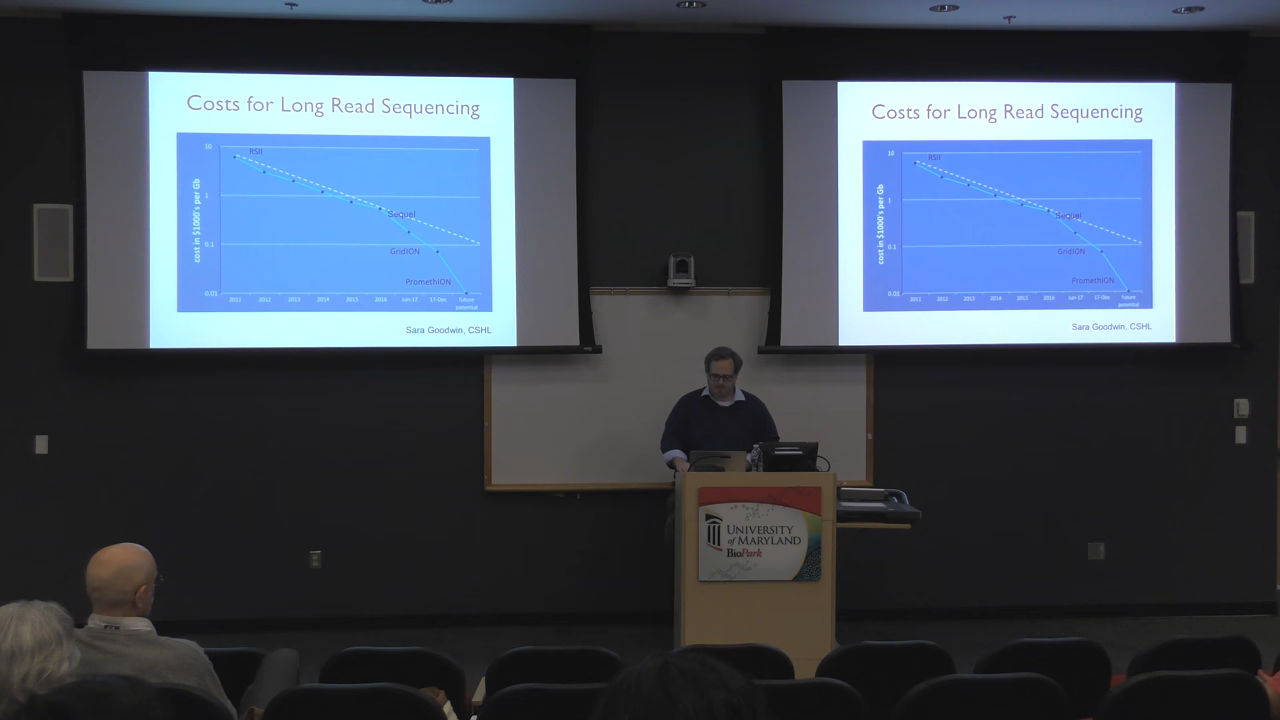 Costs for Long Read Sequencing
cost in $1000's per Gb
10
1
0.1
0.01
RSII
Sequel
GridION
PromethION
2011 2012 2013 2014 2015 2016 Jun-17 17-Dec future
potential
Sara Goodwin, CSHL
Costs for Long Read Sequencing
cost in $1000's per Gb
10
1
0.1
0.01
RSII
Sequel
GridION
PromethION
2011 2012 2013 2014 2015 2016 Jun-17 17-Dec future
potential
Sara Goodwin, CSHL
UNIVERSITY
of MARYLAND
BioPark